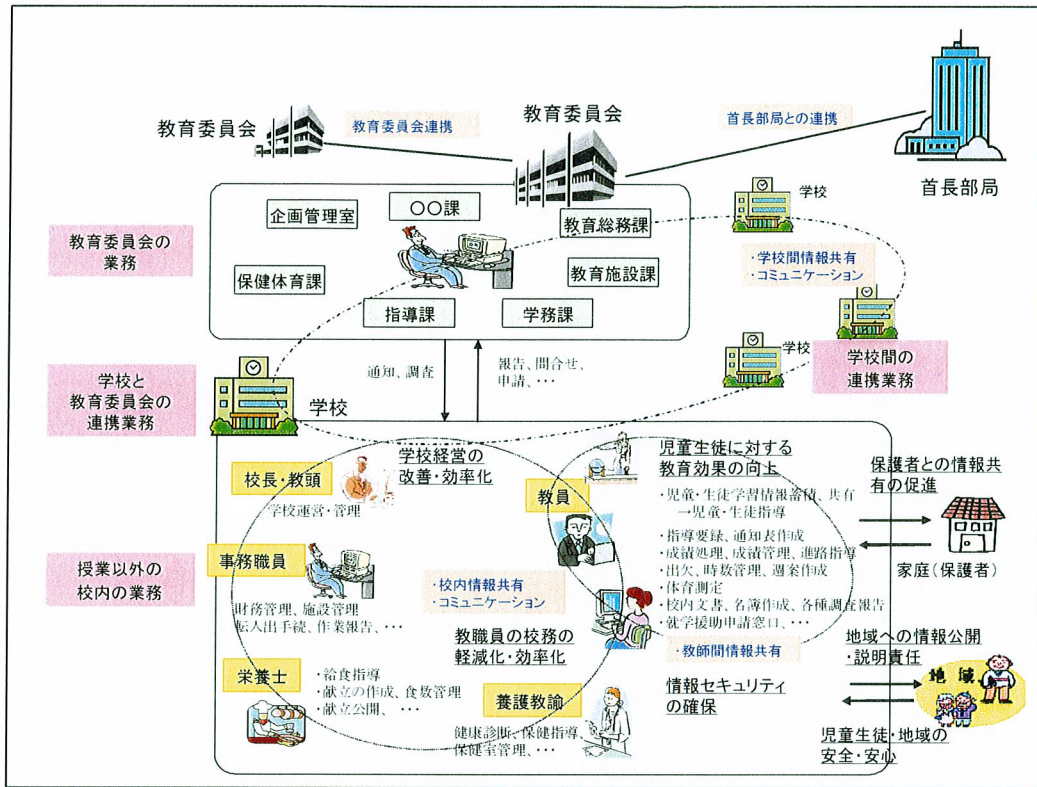 教育委員会
教育委員会連携
教育委員会
首長部局との連携
首長部局
学校
企画管理室
〇〇課
教育総務課
教育委員会の
業務
保健体育課
教育施設課
・学校間情報共有
・コミュニケーション
指導課
学務課
学校
学校間の
連携業務
学校と
教育委員会の
連携業務
学校
通知、調査
報告、問合せ、
申請、・・・
校長・教頭
学校運営・管理
学校経営の
改善・効率化
教員
児童生徒に対する
教育効果の向上
・児童・生徒学習情報蓄積、共有
→児童・生徒指導
・指導要録、通知表作成
・成績処理、成績管理、進路指導
・出欠、時数管理、週案作成
・体育測定
・校内文書、名簿作成、各種調査報告
・就学援助申請窓口、・・・
・教師間情報共有
保護者との情報共
有の促進
家庭(保護者)
授業以外の
校内の業務
事務職員
財務管理、施設管理
転入出手続、作業報告、・・・
・校内情報共有
・コミュニケーション
教職員の校務の
軽減化・効率化
地域への情報公開
・説明責任
地域
栄養士
・給食指導
・献立の作成、食数管理
・献立公開、・・・
養護教諭
健康診断、保健指導、
保健室管理、・・・
情報セキュリティ
の確保
児童生徒・地域の
安全・安心